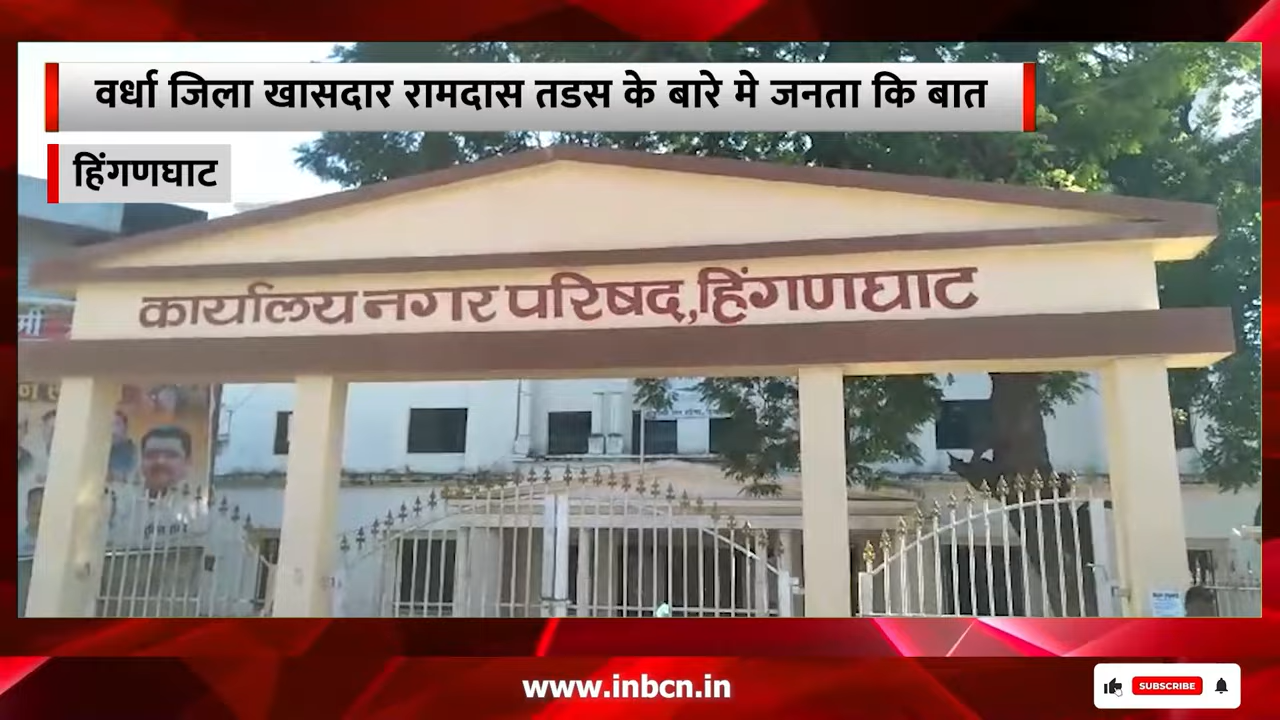 वर्धा जिला खासदार रामदास तडस के बारे मे जनता कि बात
हिंगणघाट
कार्यालय नगर परिषद,हिंगणघाट
www.inbcn.in
SUBSCRIBE